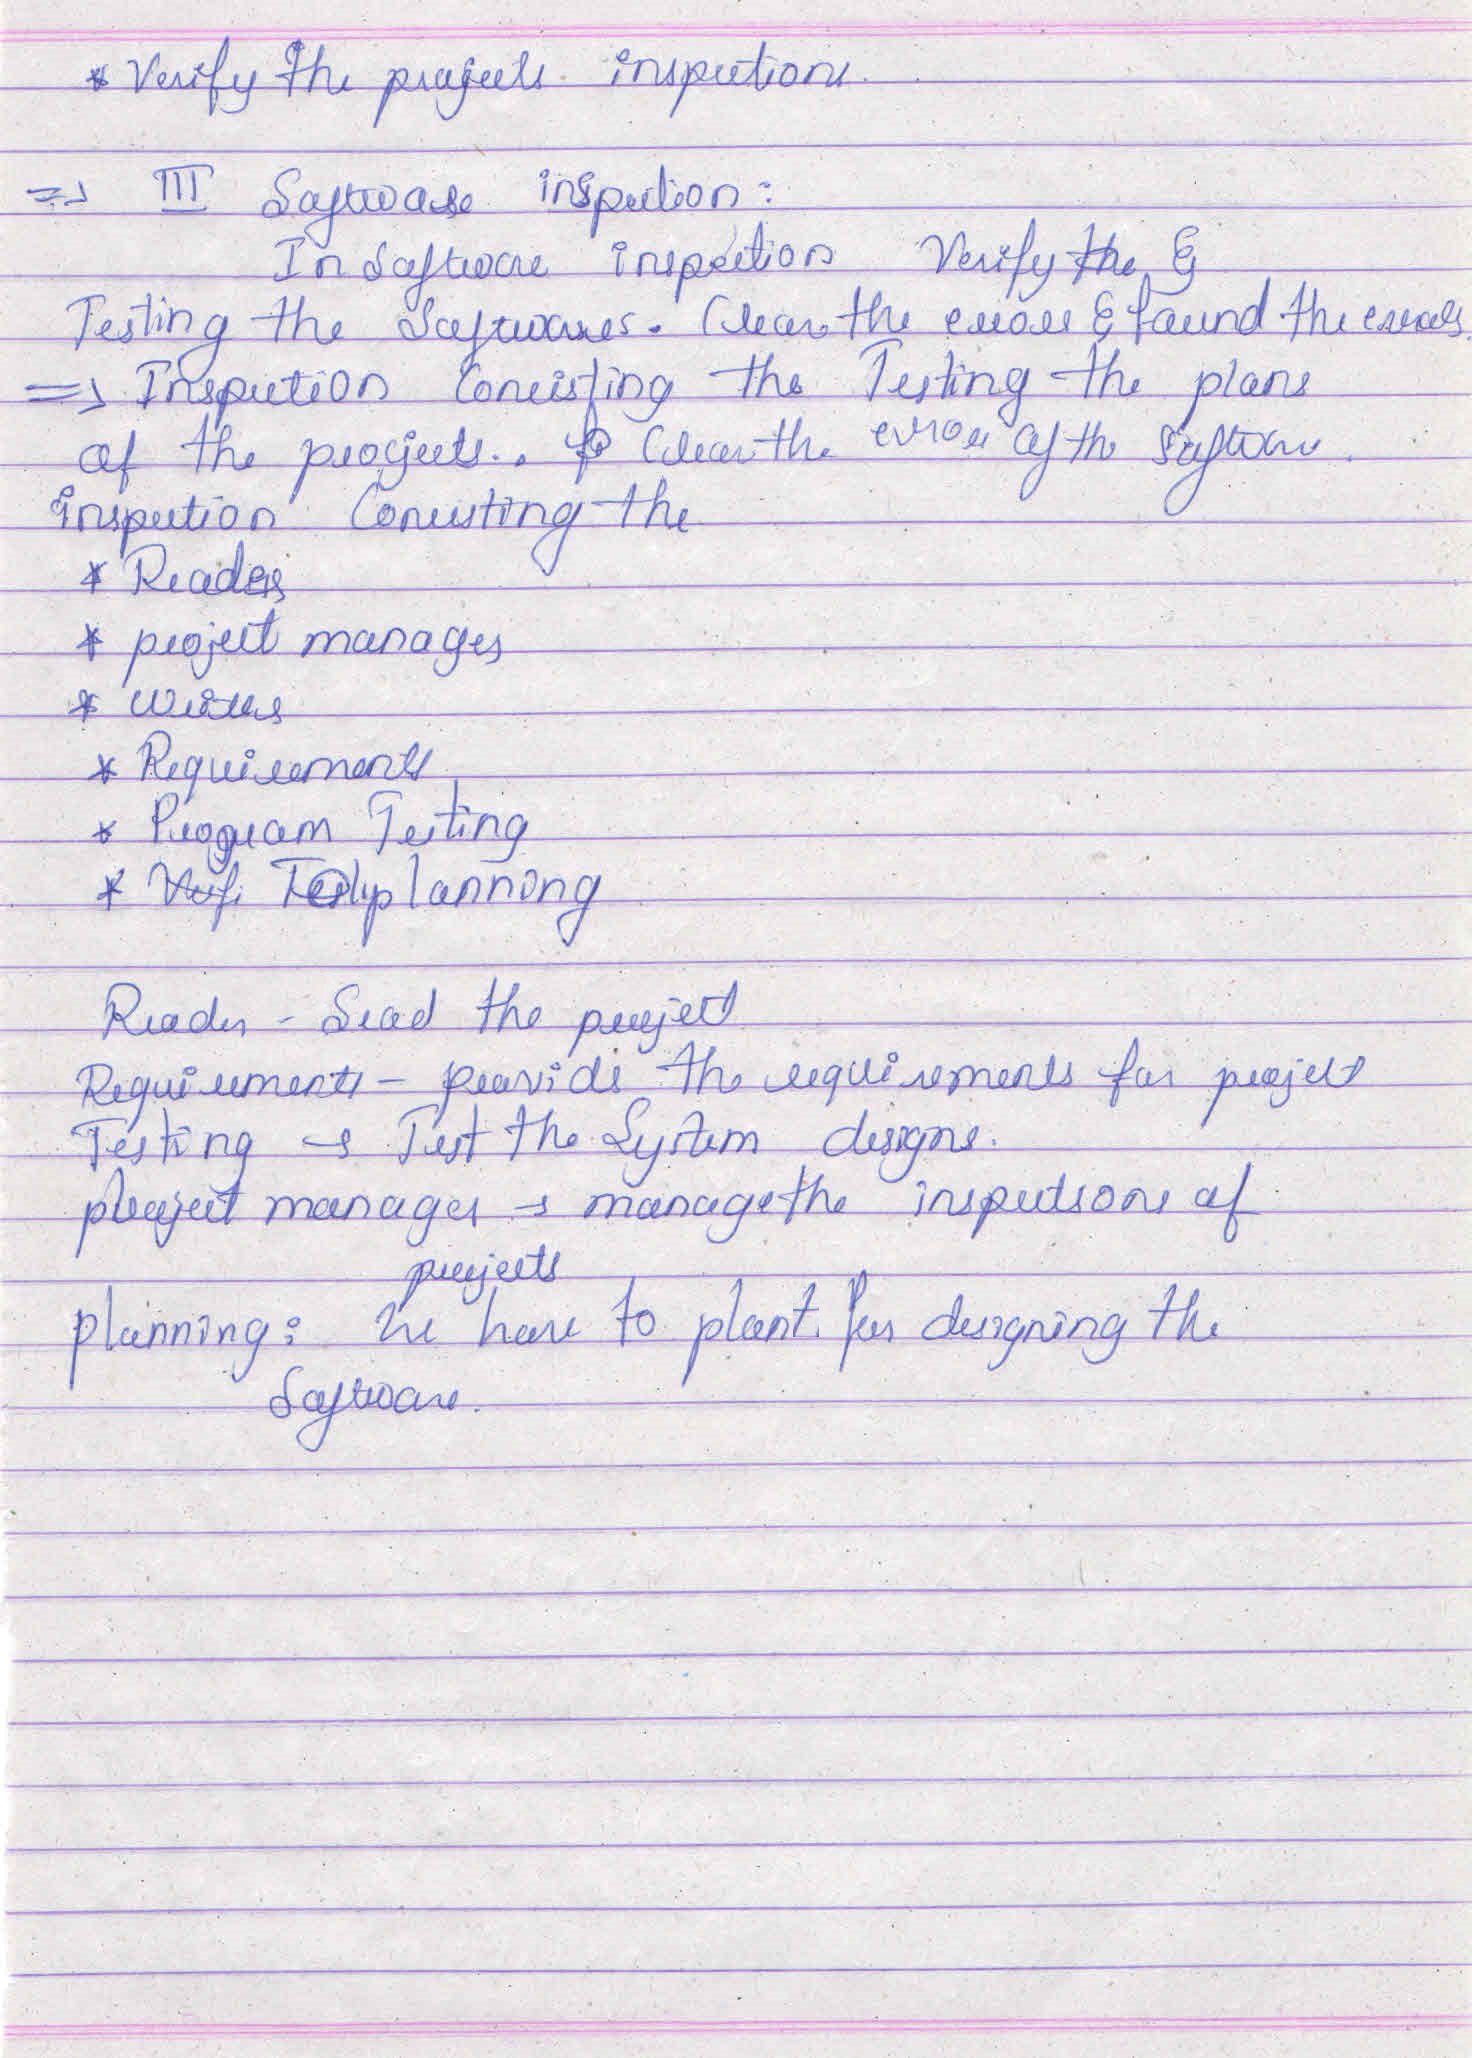 * Verify the projects inspections.
=> III Software inspection:
In Software inspection Verify the &
Testing the Softwares. Clear the errors & found the errors.
=> Inspection Consisting the Testing the plans
of the projects.. Clear the error of the Software.
inspection Consisting the
* Readers
* project manages
* Writers
* Requirements
* Program Testing
* planning
Reader - Lead the project
Requirements - provide the requirements for project
Testing → Test the System designs.
project manager → manage the inspections of
projects
planning: we have to plant for designing the
Software.